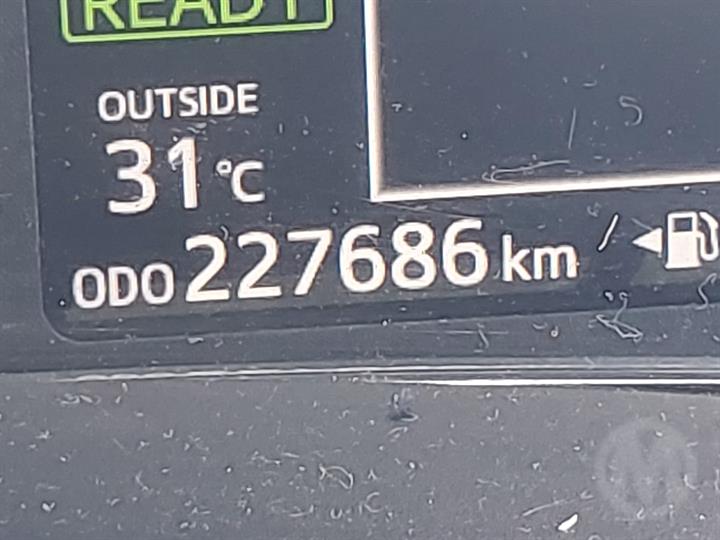 READY
OUTSIDE
31°C
ODO 227686 km
M